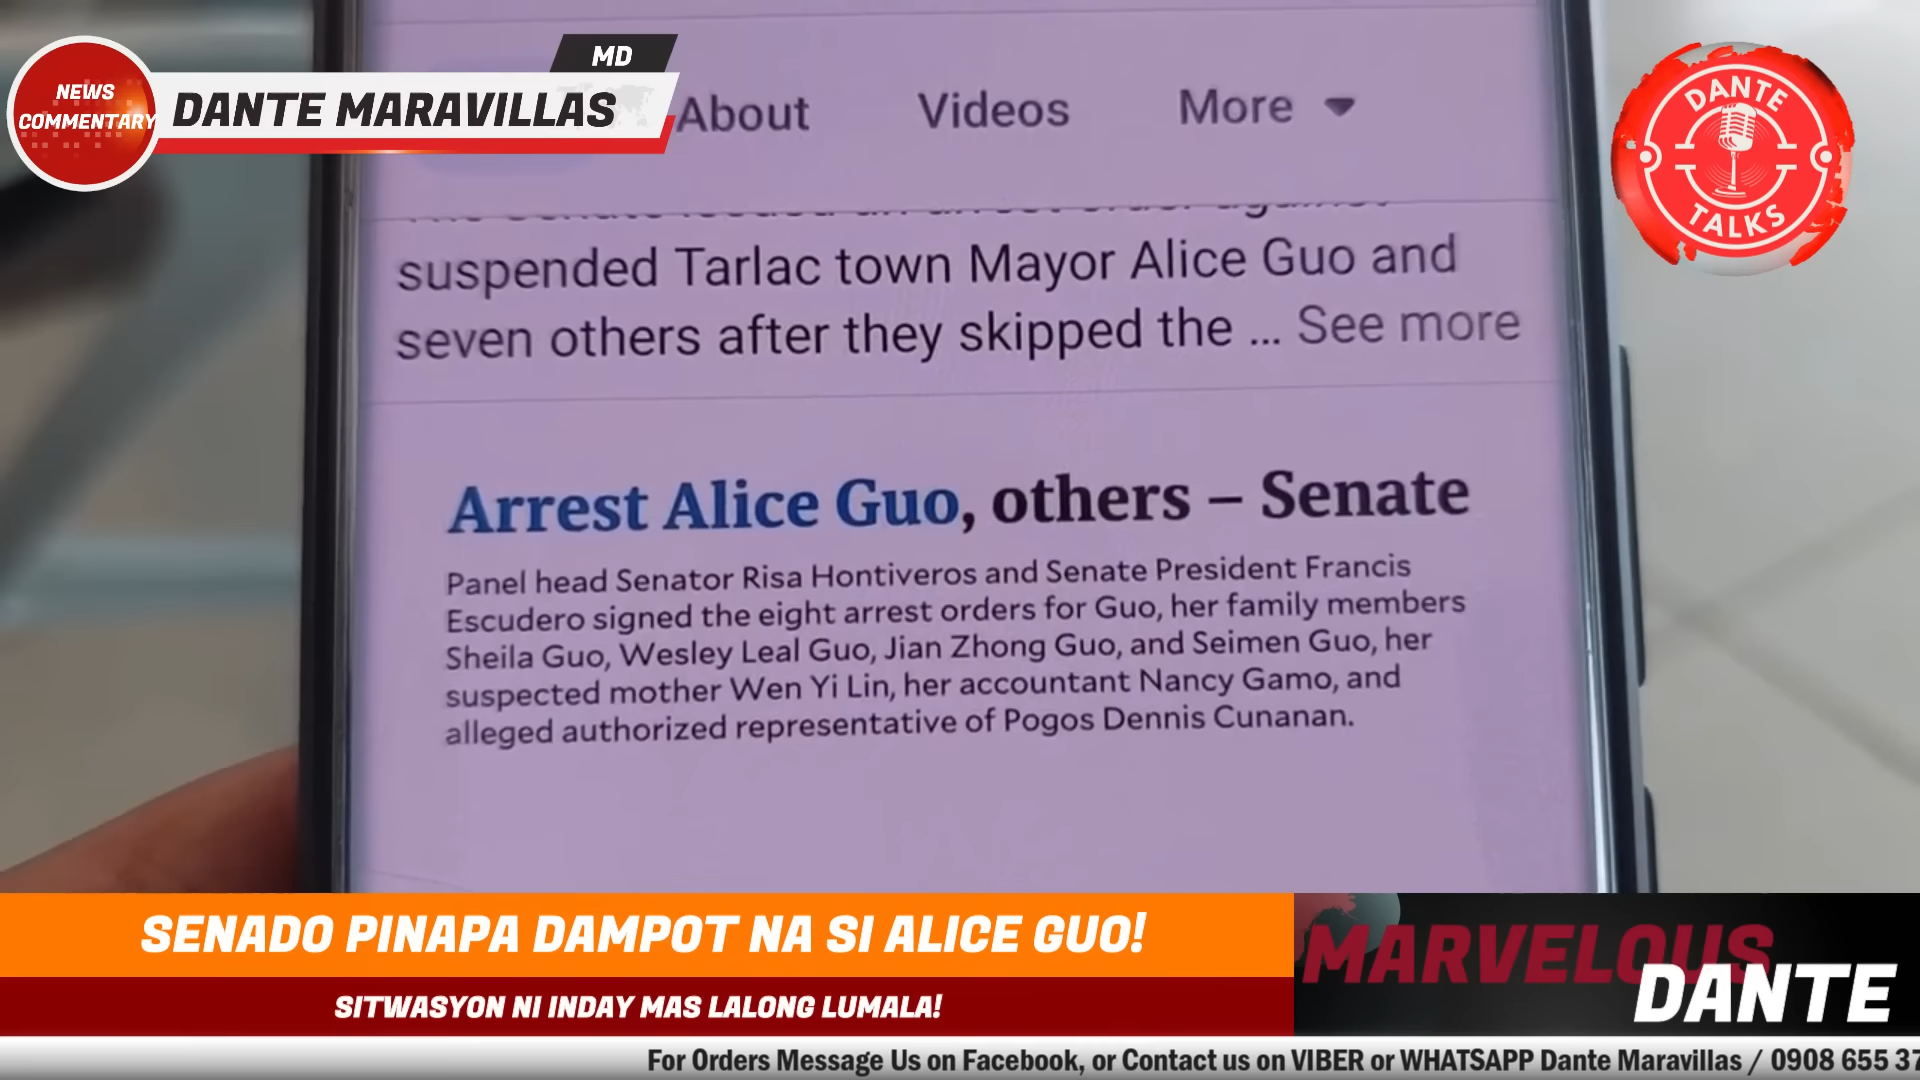 MD
NEWS
COMMENTARY
DANTE MARAVILLAS
DANTE
TALKS
About Videos More
suspended Tarlac town Mayor Alice Guo and
seven others after they skipped the ... See more
Arrest Alice Guo, others – Senate
Panel head Senator Risa Hontiveros and Senate President Francis
Escudero signed the eight arrest orders for Guo, her family members
Sheila Guo, Wesley Leal Guo, Jian Zhong Guo, and Seimen Guo, her
suspected mother Wen Yi Lin, her accountant Nancy Gamo, and
alleged authorized representative of Pogos Dennis Cunanan.
SENADO PINAPA DAMPOT NA SI ALICE GUO!
SITWASYON NI INDAY MAS LALONG LUMALA!
MARVELOUS
DANTE
For Orders Message Us on Facebook, or Contact us on VIBER or WHATSAPP Dante Maravillas / 0908 655 37